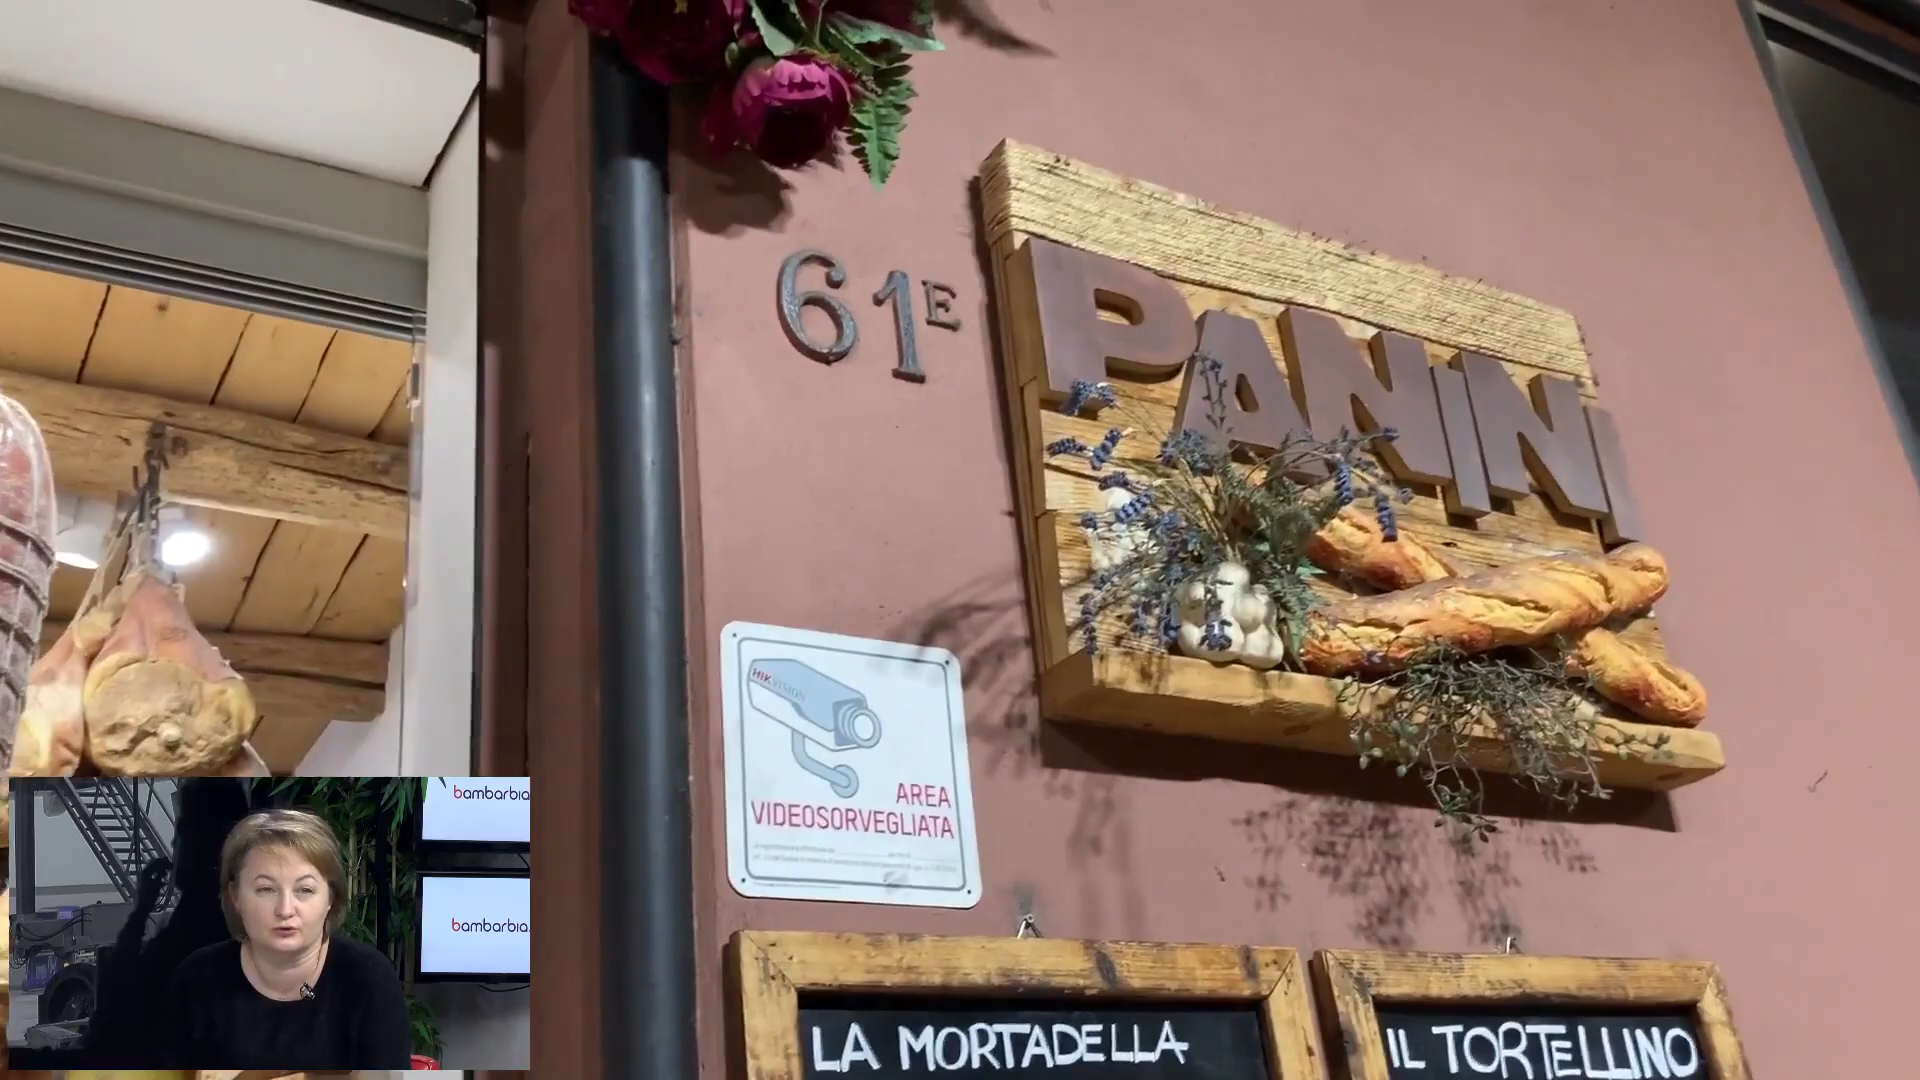 61E
PANINI
HIKVISION
AREA
VIDEOSORVEGLIATA
bambarbia
bambarbia.
LA MORTADELLA
IL TORTELLINO